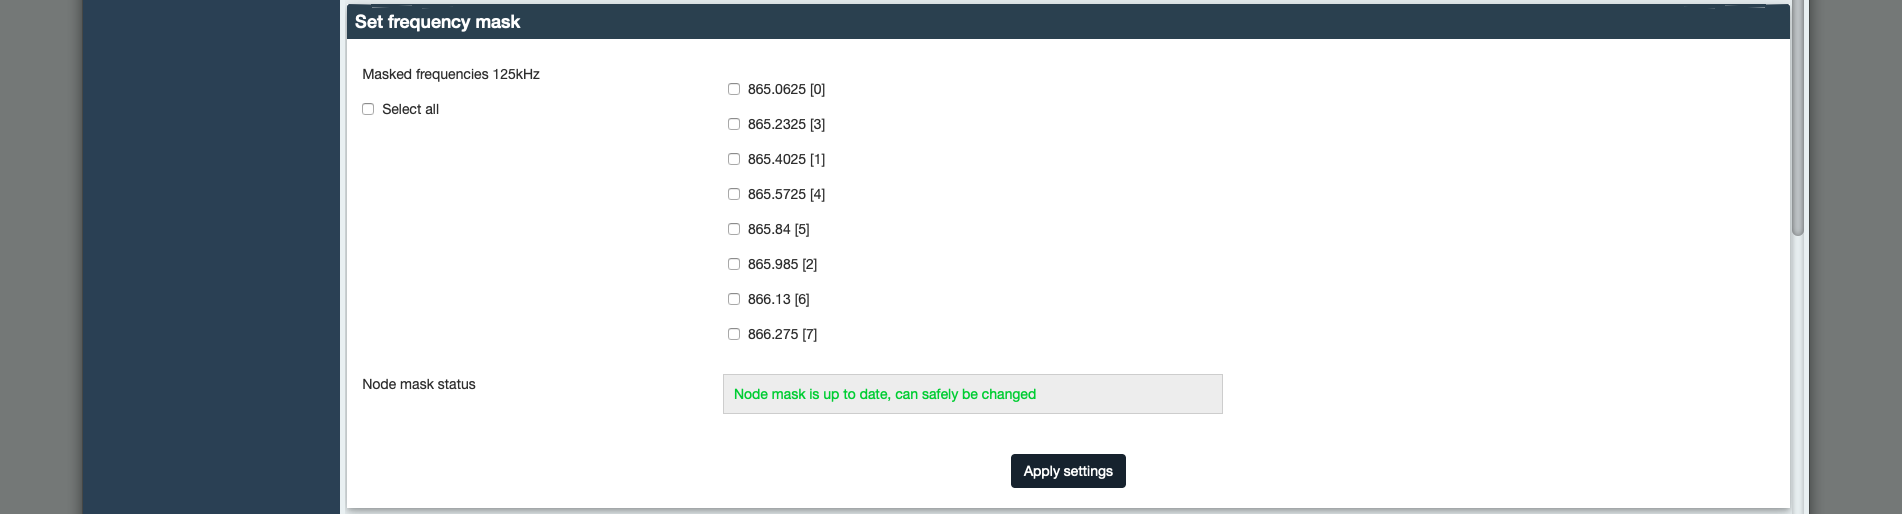 Set frequency mask
Masked frequencies 125kHz
Select all
865.0625 [0]
865.2325 [3]
865.4025 [1]
865.5725 [4]
865.84 [5]
865.985 [2]
866.13 [6]
866.275 [7]
Node mask status
Node mask is up to date, can safely be changed
Apply settings